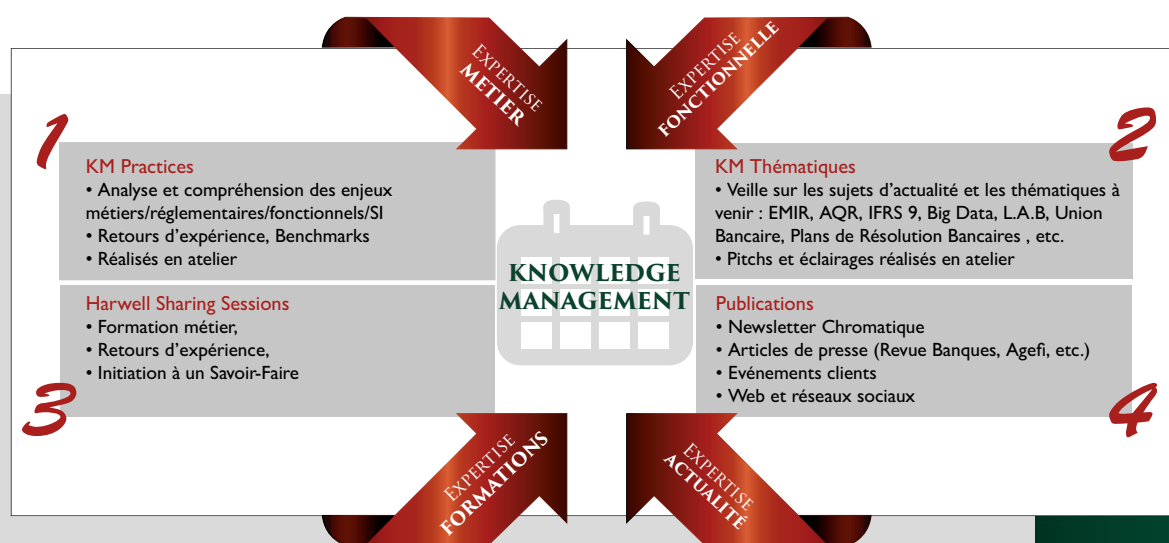 EXPERTISE
METIER
EXPERTISE
FONCTIONNELLE
1
KM Practices
• Analyse et compréhension des enjeux
métiers/réglementaires/fonctionnels/SI
• Retours d'expérience, Benchmarks
• Réalisés en atelier
2
KM Thématiques
• Veille sur les sujets d'actualité et les thématiques à
venir : EMIR, AQR, IFRS 9, Big Data, L.A.B, Union
Bancaire, Plans de Résolution Bancaires , etc.
• Pitchs et éclairages réalisés en atelier
KNOWLEDGE
MANAGEMENT
Harwell Sharing Sessions
• Formation métier,
• Retours d'expérience,
• Initiation à un Savoir-Faire
3
Publications
• Newsletter Chromatique
• Articles de presse (Revue Banques, Agefi, etc.)
• Evénements clients
• Web et réseaux sociaux
4
EXPERTISE
FORMATIONS
EXPERTISE
ACTUALITÉ